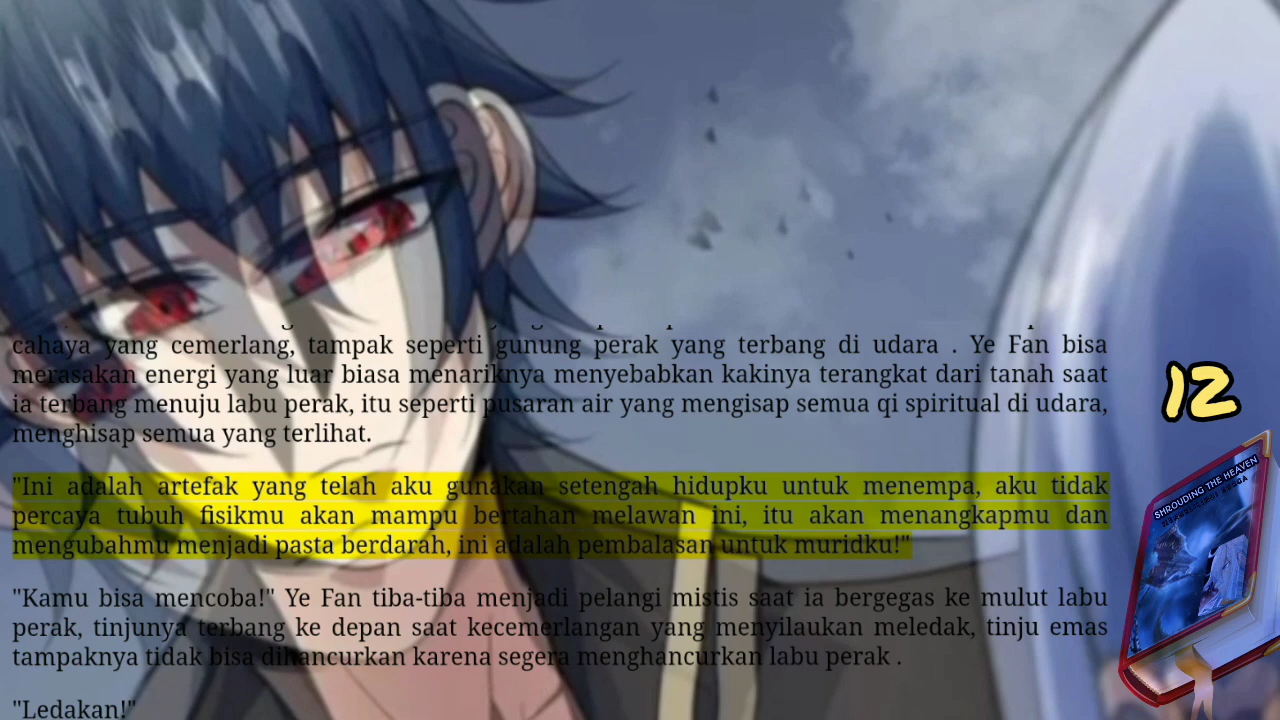 cahaya yang cemerlang, tampak seperti gunung perak yang terbang di udara . Ye Fan bisa
merasakan energi yang luar biasa menariknya menyebabkan kakinya terangkat dari tanah saat
ia terbang menuju labu perak, itu seperti pusaran air yang mengisap semua qi spiritual di udara,
menghisap semua yang terlihat.
"Ini adalah artefak yang telah aku gunakan setengah hidupku untuk menempa, aku tidak
percaya tubuh fisikmu akan mampu bertahan melawan ini, itu akan menangkapmu dan
mengubahmu menjadi pasta berdarah, ini adalah pembalasan untuk muridku!"
"Kamu bisa mencoba!" Ye Fan tiba-tiba menjadi pelangi mistis saat ia bergegas ke mulut labu
perak, tinjunya terbang ke depan saat kecemerlangan yang menyilaukan meledak, tinju emas
tampaknya tidak bisa dihancurkan karena segera menghancurkan labu perak .
"Ledakan!"
12
SHROUDING THE HEAVEN